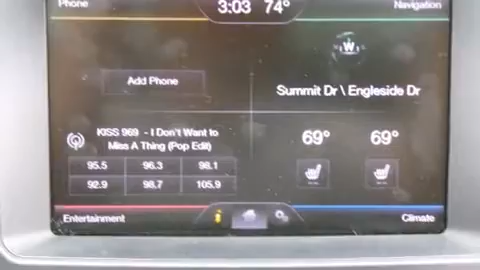 Phone 3:03 74° Navigation
W
Add Phone
Summit Dr \ Engleside Dr
KISS 969 - I Don't Want to
Miss A Thing (Pop Edit)
69° 69°
95.5 96.3 98.1
92.9 98.7 105.9
Entertainment Climate